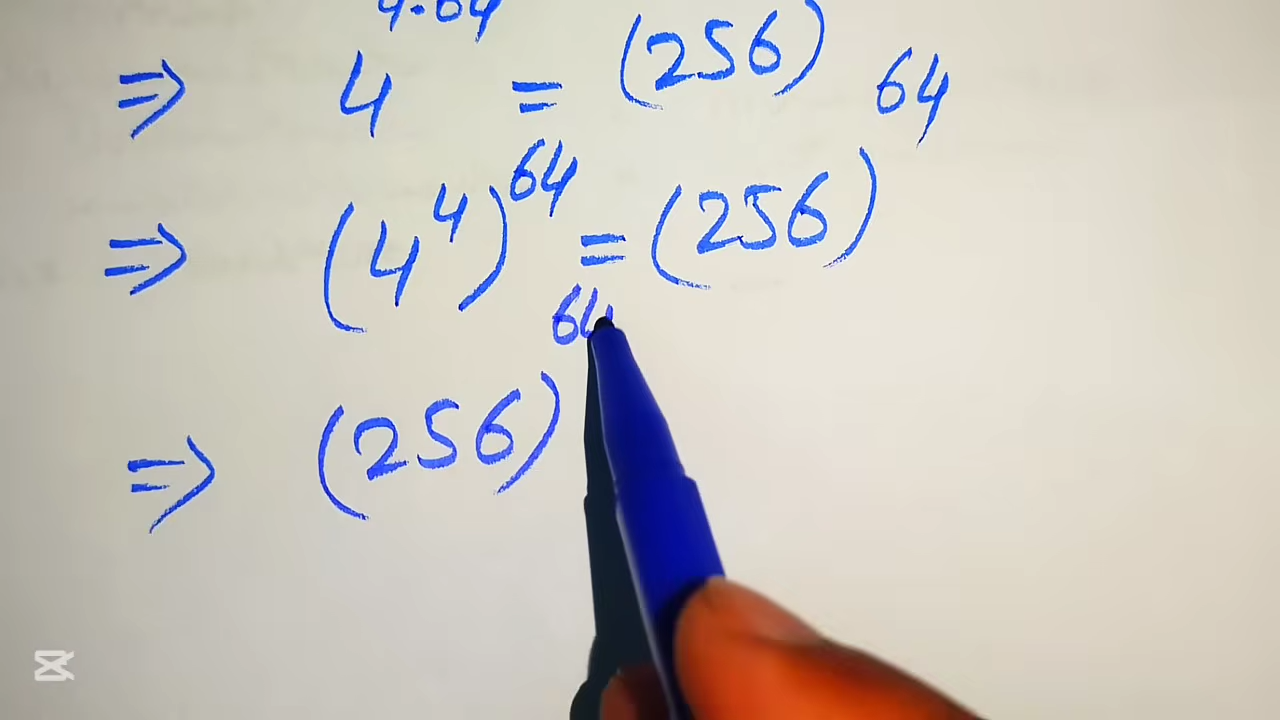 4·64
⇒ 4 = (256)
64
⇒ (4^4)^64 = (256)
⇒ (256)^64